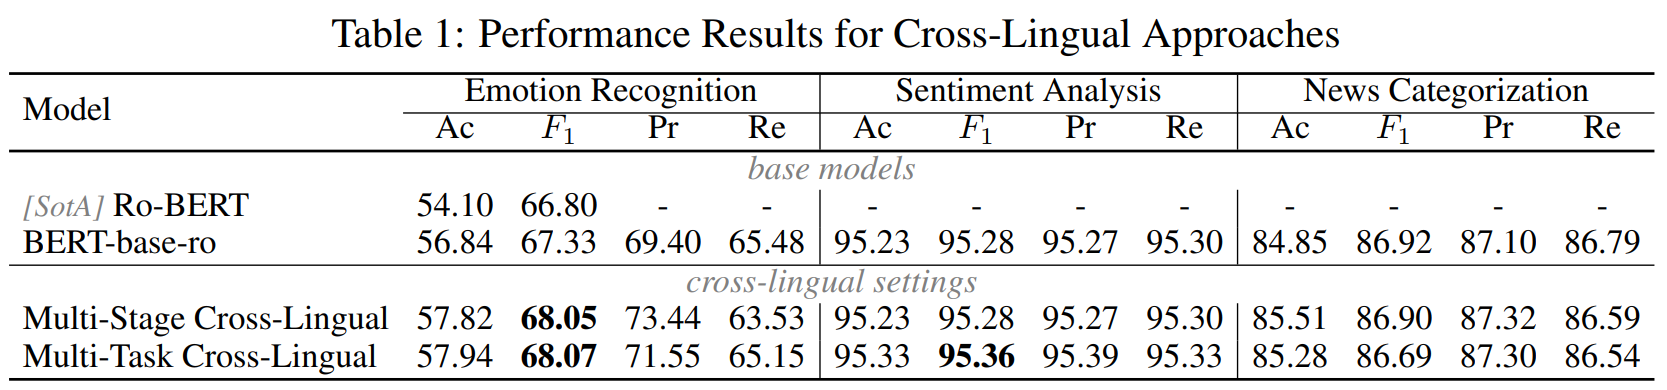 Table 1: Performance Results for Cross-Lingual Approaches
Model Emotion Recognition Sentiment Analysis News Categorization
Ac F1 Pr Re Ac F1 Pr Re Ac F1 Pr Re
base models
[SotA] Ro-BERT 54.10 66.80 - - - - - - - - - -
BERT-base-ro 56.84 67.33 69.40 65.48 95.23 95.28 95.27 95.30 84.85 86.92 87.10 86.79
cross-lingual settings
Multi-Stage Cross-Lingual 57.82 68.05 73.44 63.53 95.23 95.28 95.27 95.30 85.51 86.90 87.32 86.59
Multi-Task Cross-Lingual 57.94 68.07 71.55 65.15 95.33 95.36 95.39 95.33 85.28 86.69 87.30 86.54